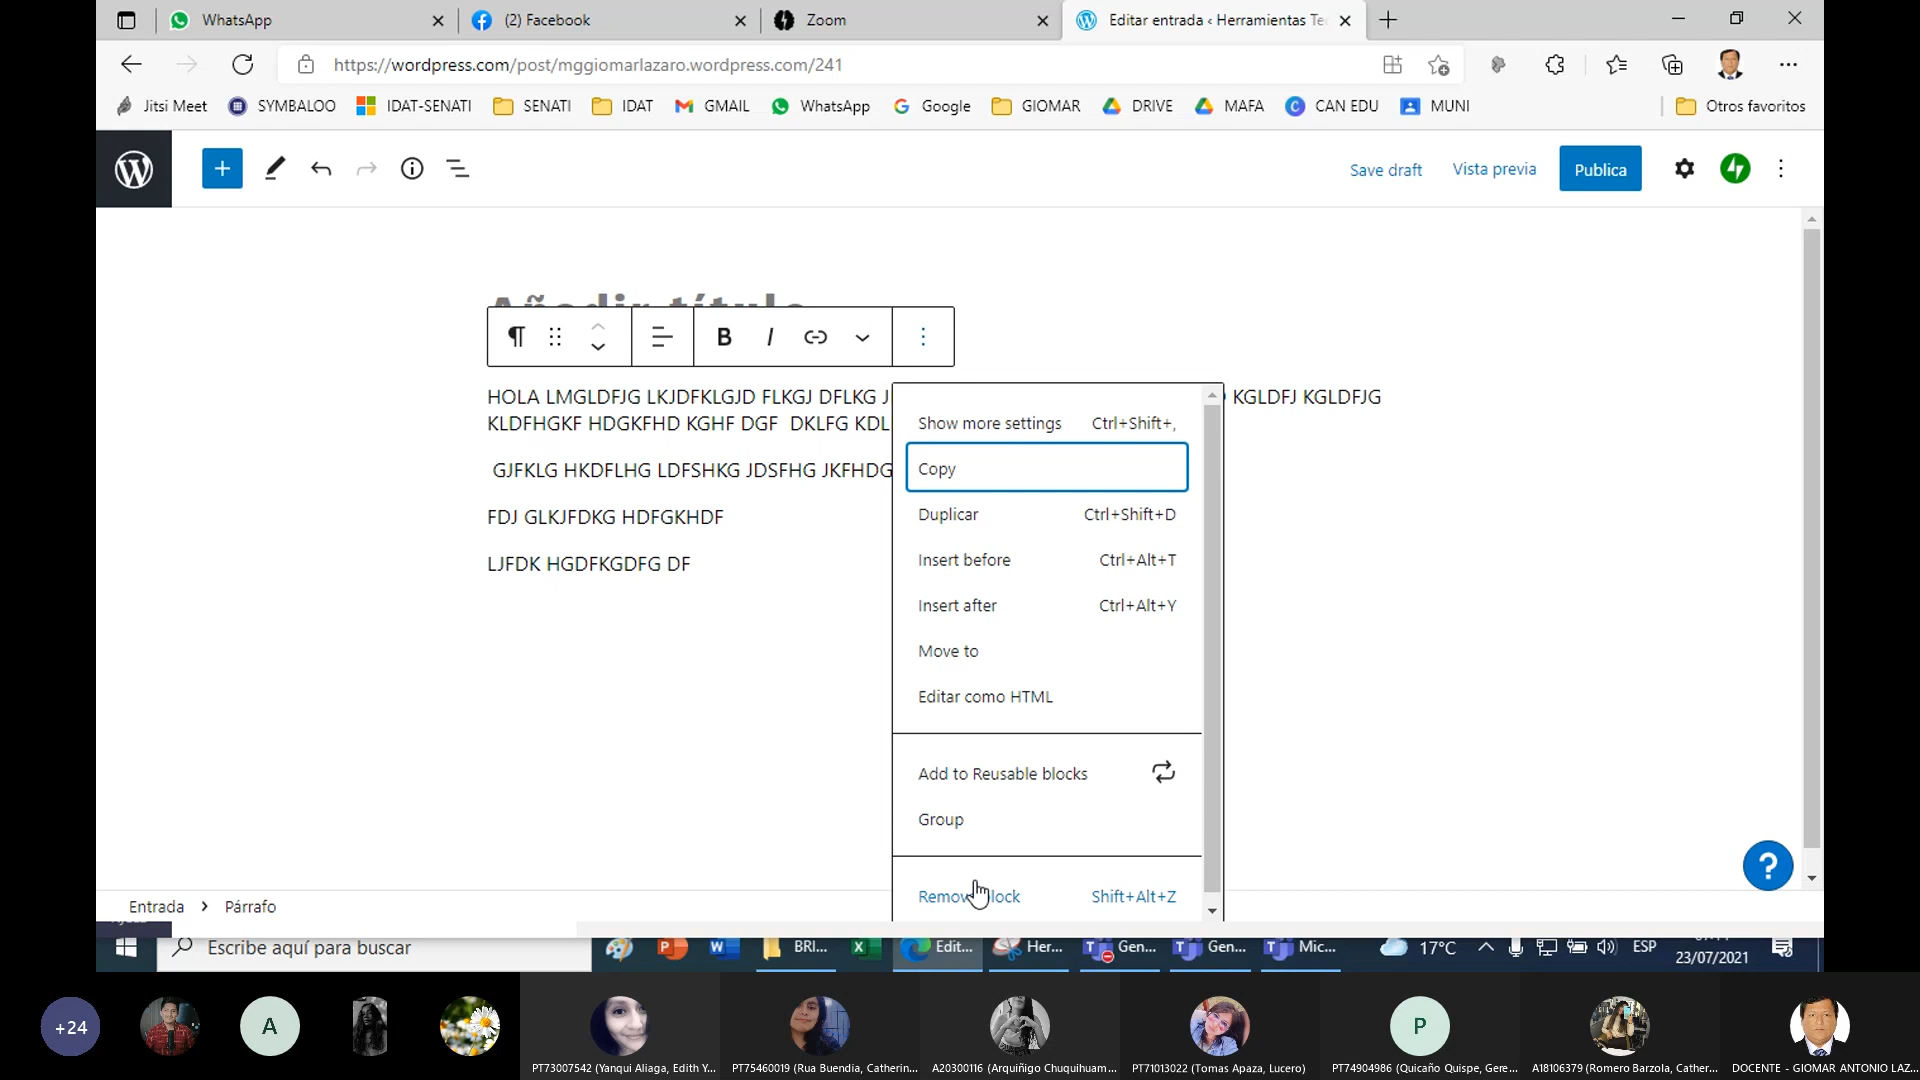 WhatsApp
(2) Facebook
Zoom
Editar entrada ‹ Herramientas Te
https://wordpress.com/post/mggiomarlazaro.wordpress.com/241
Jitsi Meet SYMBALOO IDAT-SENATI SENATI IDAT GMAIL WhatsApp Google GIOMAR DRIVE MAFA CAN EDU MUNI Otros favoritos
Save draft Vista previa Publica
Añadir título
B I
HOLA LMGLDFJG LKJDFKLGJD FLKGJ DFLKG J KGLDFJ KGLDFJG
KLDFHGKF HDGKFHD KGHF DGF DKLFG KDL
GJFKLG HKDFLHG LDFSHKG JDSFHG JKFHDG
FDJ GLKJFDKG HDFGKHDF
LJFDK HGDFKGDFG DF
Show more settings Ctrl+Shift+,
Copy
Duplicar Ctrl+Shift+D
Insert before Ctrl+Alt+T
Insert after Ctrl+Alt+Y
Move to
Editar como HTML
Add to Reusable blocks
Group
Remove block Shift+Alt+Z
Entrada › Párrafo
Escribe aquí para buscar
BRI... Edit... Her... Gen... Gen... Mic... 17°C ESP
23/07/2021
+24
A
P
PT73007542 (Yanqui Aliaga, Edith Y...
PT75460019 (Rua Buendia, Catherin...
A20300116 (Arquiñigo Chuquihuam...
PT71013022 (Tomas Apaza, Lucero)
PT74904986 (Quicaño Quispe, Gere...
A18106379 (Romero Barzola, Cather...
DOCENTE - GIOMAR ANTONIO LAZ...